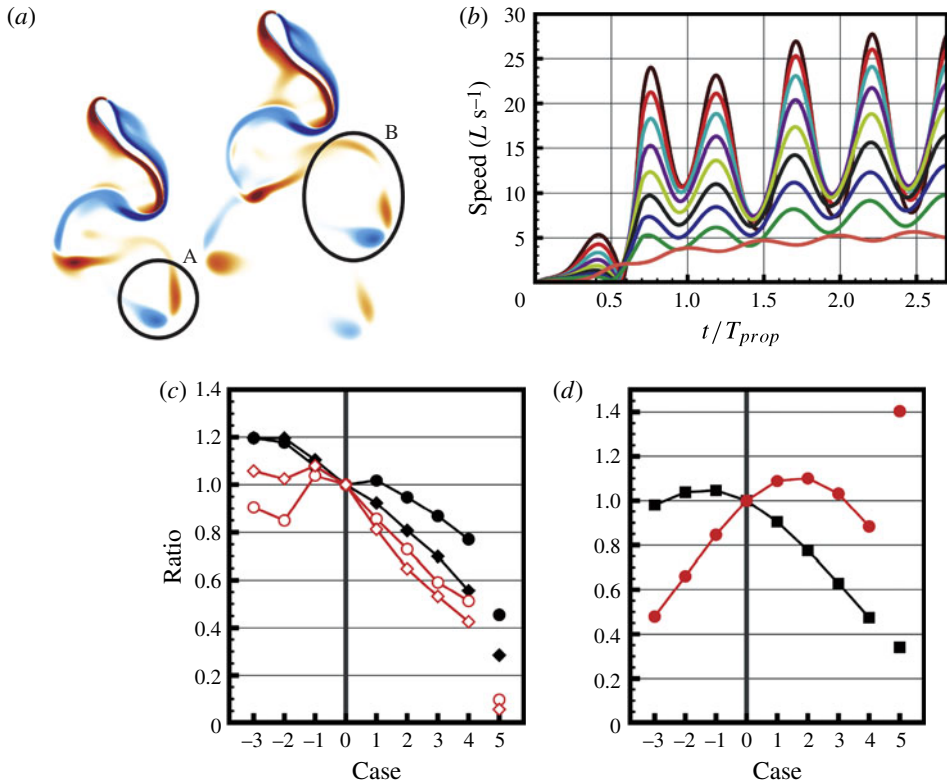 (a)
B
A
(b)
30
25
20
15
10
5
0
Speed (L s⁻¹)
0.5 1.0 1.5 2.0 2.5
t/T_prop
(c)
1.4
1.2
1.0
0.8
0.6
0.4
0.2
0
Ratio
–3 –2 –1 0 1 2 3 4 5
Case
(d)
1.4
1.2
1.0
0.8
0.6
0.4
0.2
0
–3 –2 –1 0 1 2 3 4 5
Case